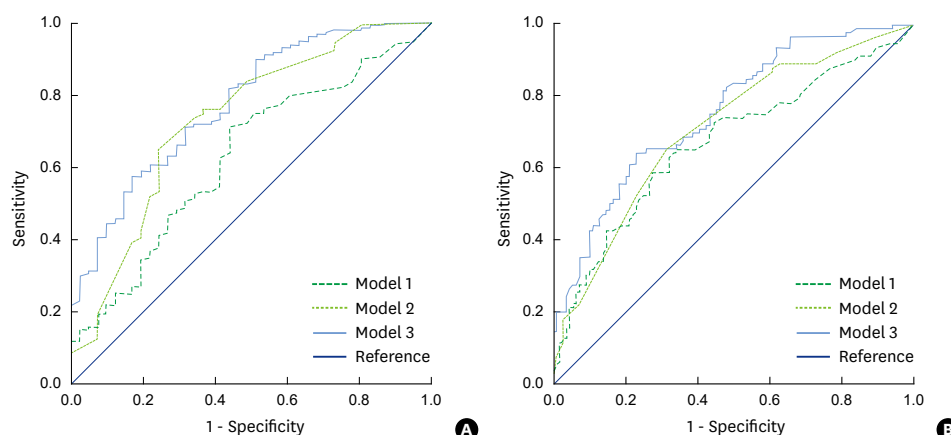 1.0
0.8
0.6
0.4
0.2
0.0
Sensitivity
0.0 0.2 0.4 0.6 0.8 1.0
1 - Specificity
Model 1
Model 2
Model 3
Reference
A
1.0
0.8
0.6
0.4
0.2
0.0
Sensitivity
0.0 0.2 0.4 0.6 0.8 1.0
1 - Specificity
Model 1
Model 2
Model 3
Reference
B